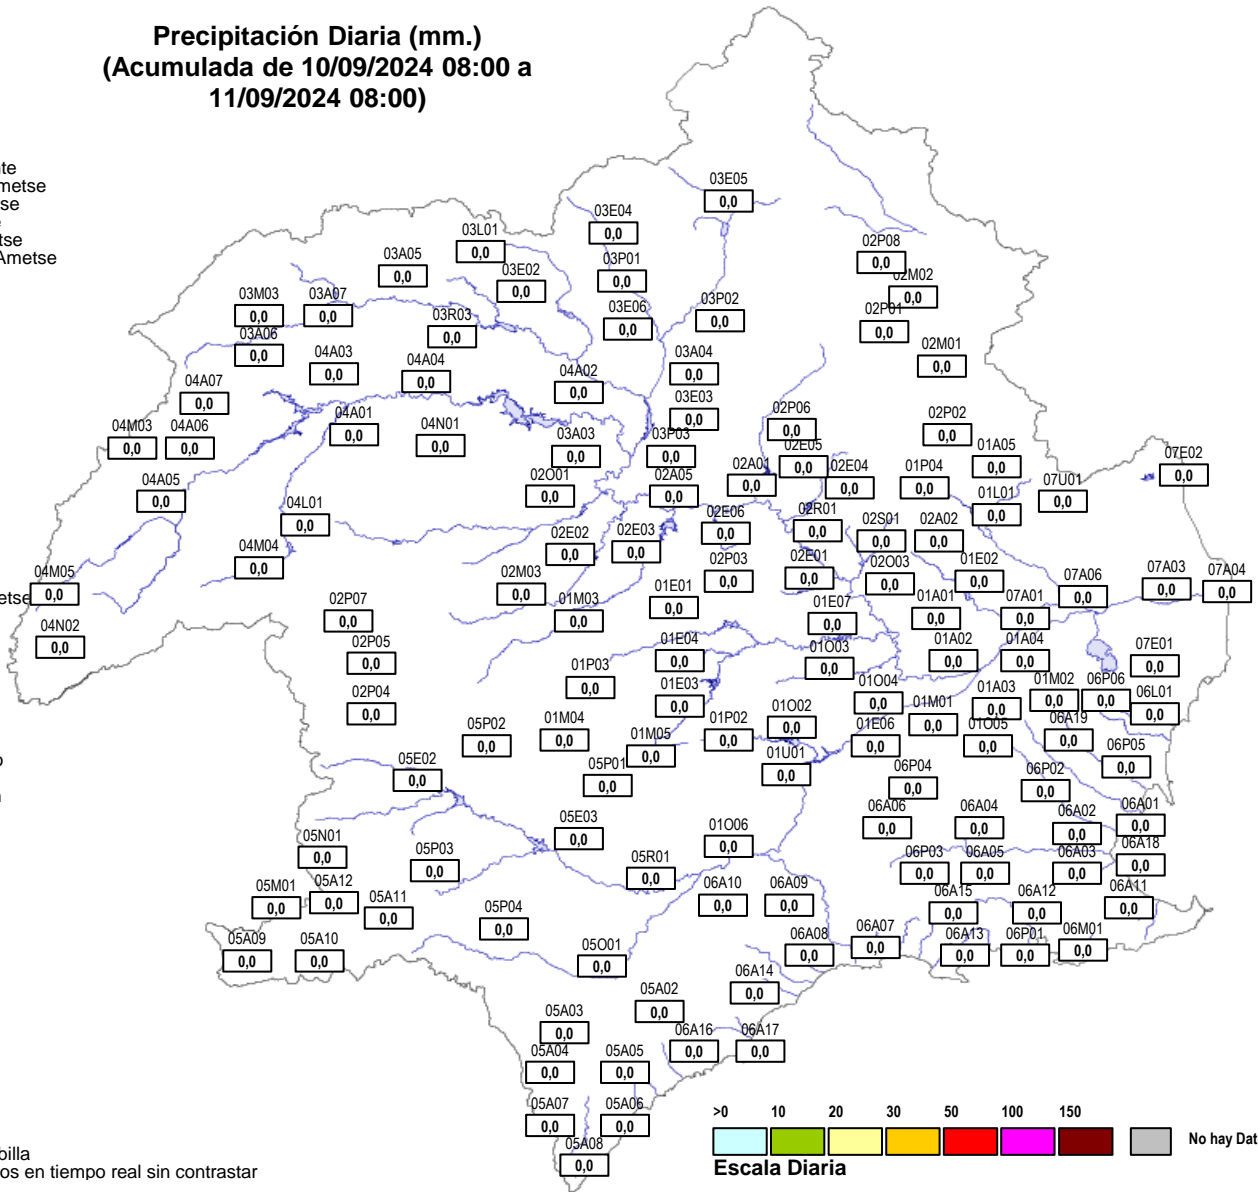 Precipitación Diaria (mm.)
(Acumulada de 10/09/2024 08:00 a
11/09/2024 08:00)
03E05
0,0
03E04
0,0
03L01
0,0
02P08
0,0
03A05
0,0
03P01
0,0
03E02
0,0
02M02
0,0
03M03
0,0
03A07
0,0
03P02
0,0
03E06
0,0
02P01
0,0
03R03
0,0
03A06
0,0
04A03
0,0
03A04
0,0
02M01
0,0
04A04
0,0
04A02
0,0
04A07
0,0
03E03
0,0
04A01
0,0
02P06
0,0
02P02
0,0
04M03
0,0
04A06
0,0
04N01
0,0
03A03
0,0
03P03
0,0
02E05
0,0
01A05
0,0
07E02
0,0
04A05
0,0
02O01
0,0
02A05
0,0
02A01
0,0
02E04
0,0
01P04
0,0
07U01
0,0
01L01
0,0
04L01
0,0
02E06
0,0
02R01
0,0
02S01
0,0
02A02
0,0
02E02
0,0
02E03
0,0
04M04
0,0
02P03
0,0
02E01
0,0
02O03
0,0
01E02
0,0
04M05
0,0
02M03
0,0
07A06
0,0
07A03
0,0
07A04
0,0
01E01
0,0
02P07
0,0
01M03
0,0
01E07
0,0
01A01
0,0
07A01
0,0
04N02
0,0
02P05
0,0
01E04
0,0
01O03
0,0
01A02
0,0
01A04
0,0
07E01
0,0
01P03
0,0
02P04
0,0
01E03
0,0
01O04
0,0
01A03
0,0
01M02
0,0
06P06
0,0
06L01
0,0
05P02
0,0
01M04
0,0
01P02
0,0
01O02
0,0
01M01
0,0
01E06
0,0
01O05
0,0
06A19
0,0
01M05
0,0
05E02
0,0
05P01
0,0
01U01
0,0
06P04
0,0
06P02
0,0
06P05
0,0
05E03
0,0
01O06
0,0
06A06
0,0
06A04
0,0
06A02
0,0
06A01
0,0
05N01
0,0
05P03
0,0
05R01
0,0
06P03
0,0
06A05
0,0
06A03
0,0
06A18
0,0
05M01
0,0
05A12
0,0
05A11
0,0
06A10
0,0
06A09
0,0
06A15
0,0
06A12
0,0
06A11
0,0
05P04
0,0
05A09
0,0
05A10
0,0
05O01
0,0
06A08
0,0
06A07
0,0
06A13
0,0
06P01
0,0
06M01
0,0
06A14
0,0
05A02
0,0
05A03
0,0
06A16
0,0
06A17
0,0
05A04
0,0
05A05
0,0
05A07
0,0
05A06
0,0
05A08
0,0
>0 10 20 30 50 100 150
No hay Dat
Escala Diaria
nte
metse
se
tse
Ametse
etse
billa
os en tiempo real sin contrastar